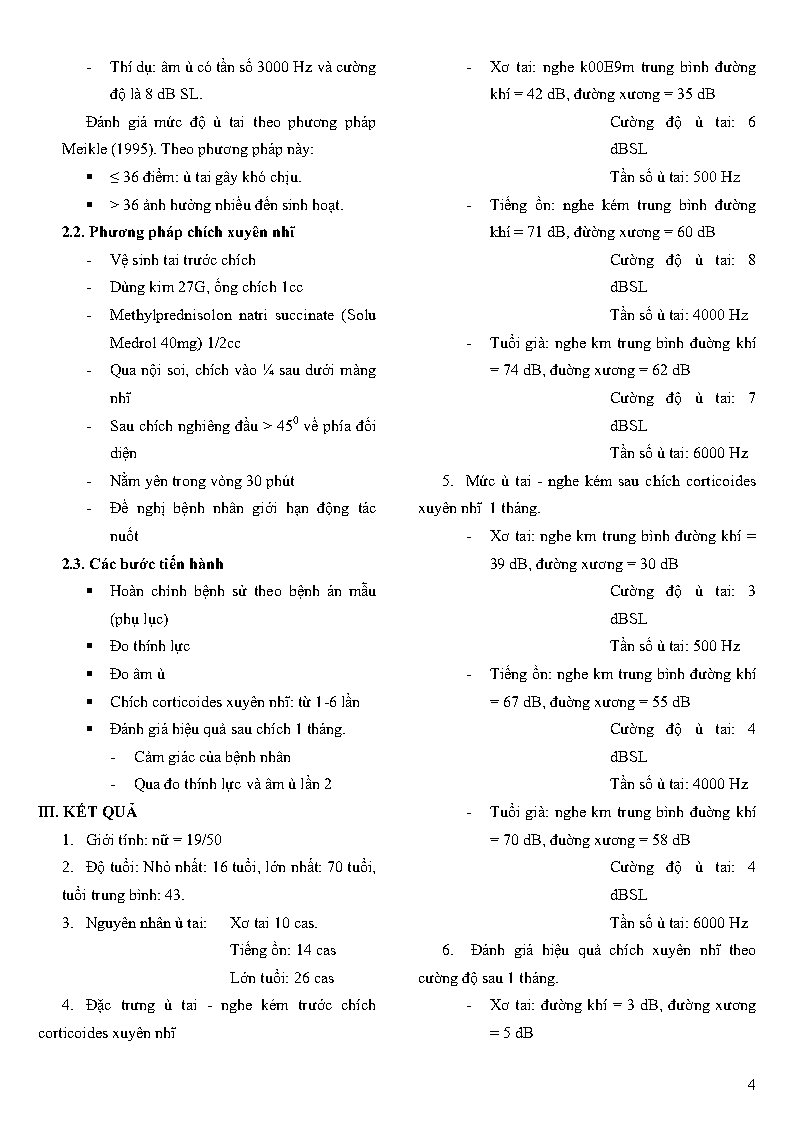 - Thí dụ: âm ù có tần số 3000 Hz và cường
độ là 8 dB SL.
Đánh giá mức độ ù tai theo phương pháp
Meikle (1995). Theo phương pháp này:
▪ ≤ 36 điểm: ù tai gây khó chịu.
▪ > 36 ảnh hưởng nhiều đến sinh hoạt.
2.2. Phương pháp chích xuyên nhĩ
- Vệ sinh tai trước chích
- Dùng kim 27G, ống chích 1cc
- Methylprednisolon natri succinate (Solu
Medrol 40mg) 1/2cc
- Qua nội soi, chích vào ¼ sau dưới màng
nhĩ
- Sau chích nghiêng đầu > 45⁰ về phía đối
diện
- Nằm yên trong vòng 30 phút
- Đề nghị bệnh nhân giới hạn động tác
nuốt
2.3. Các bước tiến hành
▪ Hoàn chỉnh bệnh sử theo bệnh án mẫu
(phụ lục)
▪ Đo thính lực
▪ Đo âm ù
▪ Chích corticoides xuyên nhĩ: từ 1-6 lần
▪ Đánh giá hiệu quả sau chích 1 tháng.
- Cảm giác của bệnh nhân
- Qua đo thính lực và âm ù lần 2
III. KẾT QUẢ
1. Giới tính: nữ = 19/50
2. Độ tuổi: Nhỏ nhất: 16 tuổi, lớn nhất: 70 tuổi,
tuổi trung bình: 43.
3. Nguyên nhân ù tai: Xơ tai 10 cas.
Tiếng ồn: 14 cas
Lớn tuổi: 26 cas
4. Đặc trưng ù tai - nghe kém trước chích
corticoides xuyên nhĩ
- Xơ tai: nghe k00E9m trung bình đường
khí = 42 dB, đường xương = 35 dB
Cường độ ù tai: 6
dBSL
Tần số ù tai: 500 Hz
- Tiếng ồn: nghe kém trung bình đường
khí = 71 dB, đừờng xương = 60 dB
Cường độ ù tai: 8
dBSL
Tần số ù tai: 4000 Hz
- Tuổi già: nghe km trung bình đuờng khí
= 74 dB, đuờng xương = 62 dB
Cường độ ù tai: 7
dBSL
Tần số ù tai: 6000 Hz
5. Mức ù tai - nghe kém sau chích corticoides
xuyên nhĩ 1 tháng.
- Xơ tai: nghe km trung bình đường khí =
39 dB, đường xương = 30 dB
Cường độ ù tai: 3
dBSL
Tần số ù tai: 500 Hz
- Tiếng ồn: nghe km trung bình đường khí
= 67 dB, đuờng xương = 55 dB
Cường độ ù tai: 4
dBSL
Tần số ù tai: 4000 Hz
- Tuổi già: nghe km trung bình đuờng khí
= 70 dB, đuờng xương = 58 dB
Cường độ ù tai: 4
dBSL
Tần số ù tai: 6000 Hz
6. Đánh giá hiệu quả chích xuyên nhĩ theo
cường độ sau 1 tháng.
- Xơ tai: đường khí = 3 dB, đường xương
= 5 dB
4